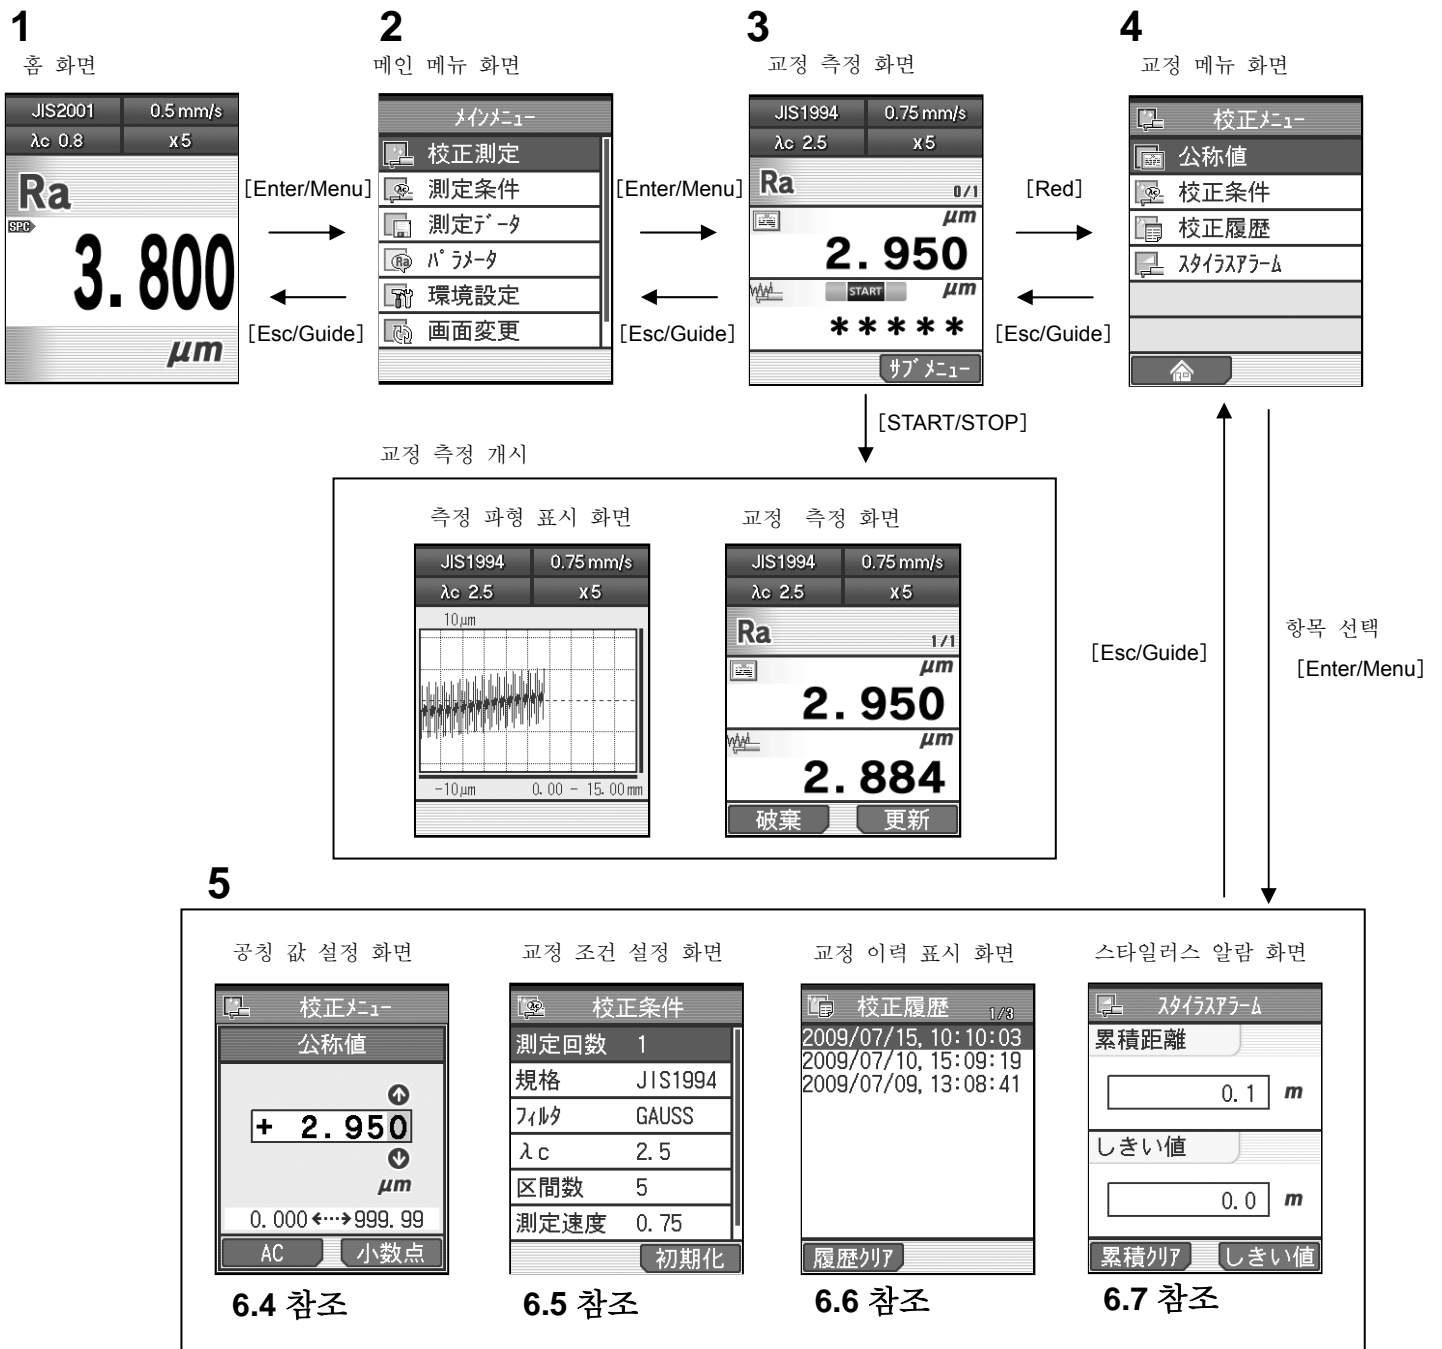 1
홈 화면
JIS2001 0.5 mm/s
λc 0.8 x5
Ra
SPC
3.800
μm
[Enter/Menu]
[Esc/Guide]
2
메인 메뉴 화면
ﾒｲﾝﾒﾆｭｰ
校正測定
測定条件
測定ﾃﾞｰﾀ
ﾊﾟﾗﾒｰﾀ
環境設定
画面変更
[Enter/Menu]
[Esc/Guide]
3
교정 측정 화면
JIS1994 0.75 mm/s
λc 2.5 x5
Ra 0/1
μm
2.950
START μm
*****
ｻﾌﾞﾒﾆｭｰ
[Red]
[Esc/Guide]
4
교정 메뉴 화면
校正ﾒﾆｭｰ
公称値
校正条件
校正履歴
ｽﾀｲﾗｽｱﾗｰﾑ
[START/STOP]
교정 측정 개시
측정 파형 표시 화면
JIS1994 0.75 mm/s
λc 2.5 x5
10μm
-10μm 0.00 - 15.00mm
교정 측정 화면
JIS1994 0.75 mm/s
λc 2.5 x5
Ra 1/1
μm
2.950
μm
2.884
破棄 更新
[Esc/Guide]
항목 선택
[Enter/Menu]
5
공칭 값 설정 화면
校正ﾒﾆｭｰ
公称値
+ 2.950
μm
0.000<···>999.99
AC 小数点
6.4 참조
교정 조건 설정 화면
校正条件
測定回数 1
規格 JIS1994
ﾌｨﾙﾀ GAUSS
λc 2.5
区間数 5
測定速度 0.75
初期化
6.5 참조
교정 이력 표시 화면
校正履歴 1/3
2009/07/15,10:10:03
2009/07/10,15:09:19
2009/07/09,13:08:41
履歴ｸﾘｱ
6.6 참조
스타일러스 알람 화면
ｽﾀｲﾗｽｱﾗｰﾑ
累積距離
0.1 m
しきい値
0.0 m
累積ｸﾘｱ しきい値
6.7 참조